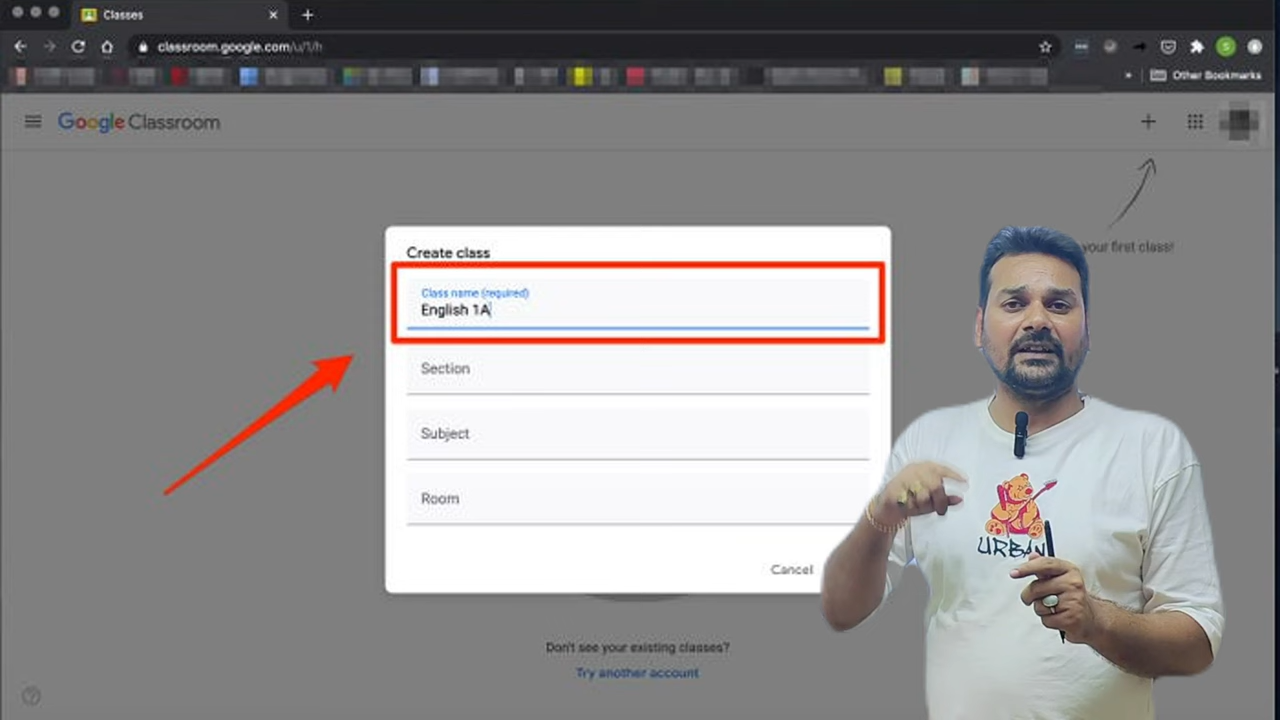 Classes
classroom.google.com/u/1/h
S
Other Bookmarks
Google Classroom
your first class!
Create class
Class name (required)
English 1A
Section
Subject
Room
Cancel
URBAN
Don't see your existing classes?
Try another account